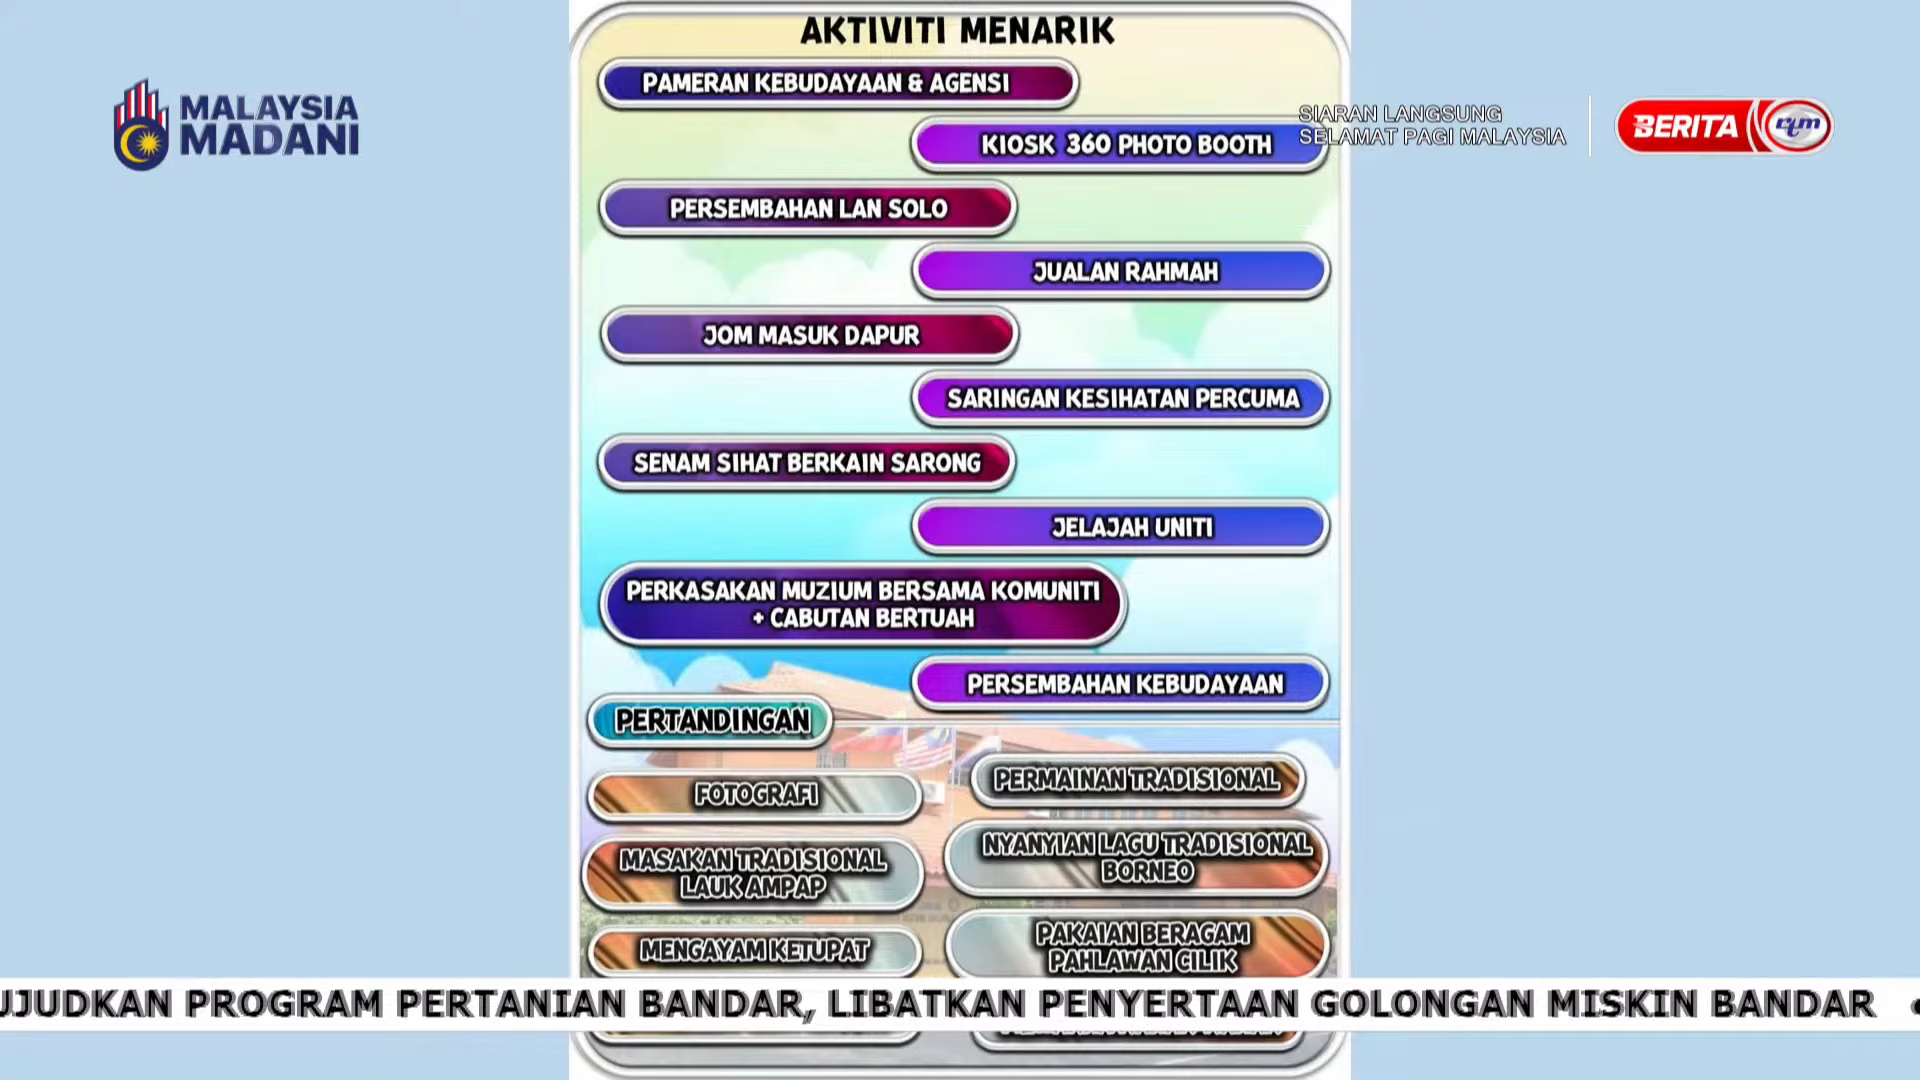 AKTIVITI MENARIK
MALAYSIA
MADANI
PAMERAN KEBUDAYAAN & AGENSI
SIARAN LANGSUNG
SELAMAT PAGI MALAYSIA
BERITA rtm
KIOSK 360 PHOTO BOOTH
PERSEMBAHAN LAN SOLO
JUALAN RAHMAH
JOM MASUK DAPUR
SARINGAN KESIHATAN PERCUMA
SENAM SIHAT BERKAIN SARONG
JELAJAH UNITI
PERKASAKAN MUZIUM BERSAMA KOMUNITI
+ CABUTAN BERTUAH
PERSEMBAHAN KEBUDAYAAN
PERTANDINGAN
FOTOGRAFI
PERMAINAN TRADISIONAL
MASAKAN TRADISIONAL
LAUK AMPAP
NYANYIAN LAGU TRADISIONAL
BORNEO
MENGAYAM KETUPAT
PAKAIAN BERAGAM
PAHLAWAN CILIK
UJUDKAN PROGRAM PERTANIAN BANDAR, LIBATKAN PENYERTAAN GOLONGAN MISKIN BANDAR •